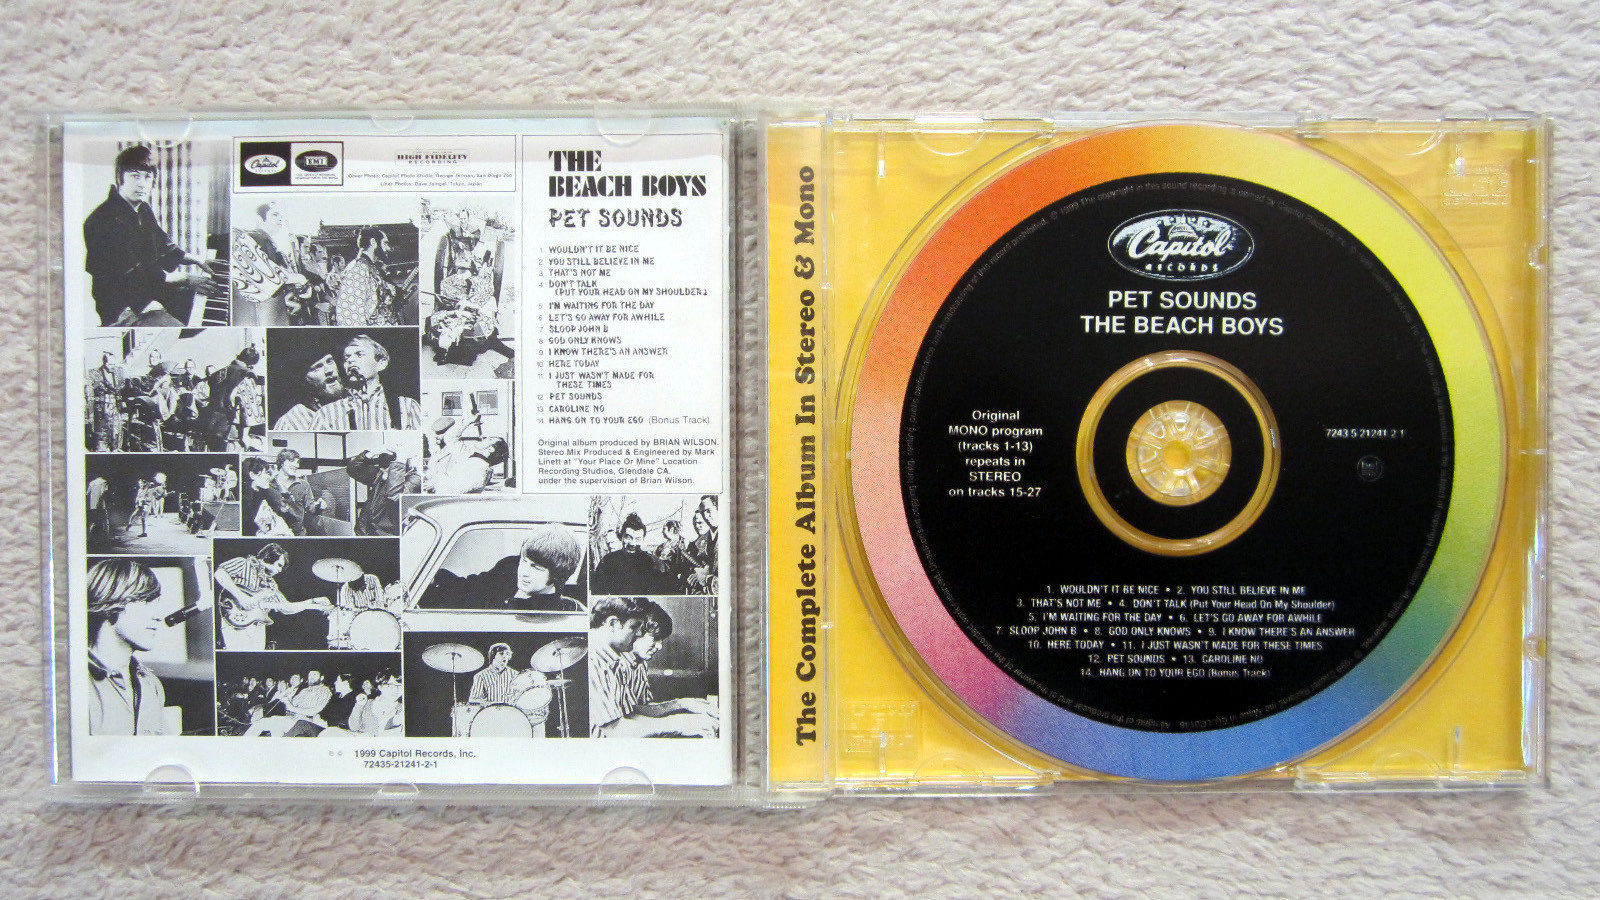 Capitol
RECORDS
EMI
HIGH FIDELITY
RECORDING
Cover Photo: Capitol Photo Studio/George Jerman/San Diego Zoo
Liner Photos: Dave Jampel/Tokyo, Japan
THE
BEACH BOYS
PET SOUNDS
1 WOULDN'T IT BE NICE
2. YOU STILL BELIEVE IN ME
3 THAT'S NOT ME
4 DON'T TALK
(PUT YOUR HEAD ON MY SHOULDER)
5. I'M WAITING FOR THE DAY
6. LET'S GO AWAY FOR AWHILE
7 SLOOP JOHN B
8. GOD ONLY KNOWS
9. I KNOW THERE'S AN ANSWER
10. HERE TODAY
11. I JUST WASN'T MADE FOR
THESE TIMES
12 PET SOUNDS
13. CAROLINE NO
14 HANG ON TO YOUR EGO (Bonus Track)
Original album produced by BRIAN WILSON.
Stereo Mix Produced & Engineered by Mark
Linett at "Your Place Or Mine" Location
Recording Studios, Glendale CA,
under the supervision of Brian Wilson.
℗ © 1999 Capitol Records, Inc.
72435-21241-2-1
The Complete Album In Stereo & Mono
Capitol
RECORDS
PET SOUNDS
THE BEACH BOYS
Original
MONO program
(tracks 1-13)
repeats in
STEREO
on tracks 15-27
7243 5 21241 2 1
1. WOULDN'T IT BE NICE • 2. YOU STILL BELIEVE IN ME
3. THAT'S NOT ME • 4. DON'T TALK (Put Your Head On My Shoulder)
5. I'M WAITING FOR THE DAY • 6. LET'S GO AWAY FOR AWHILE
7. SLOOP JOHN B • 8. GOD ONLY KNOWS • 9. I KNOW THERE'S AN ANSWER
10. HERE TODAY • 11. I JUST WASN'T MADE FOR THESE TIMES
12. PET SOUNDS • 13. CAROLINE NO
14. HANG ON TO YOUR EGO (Bonus Track)